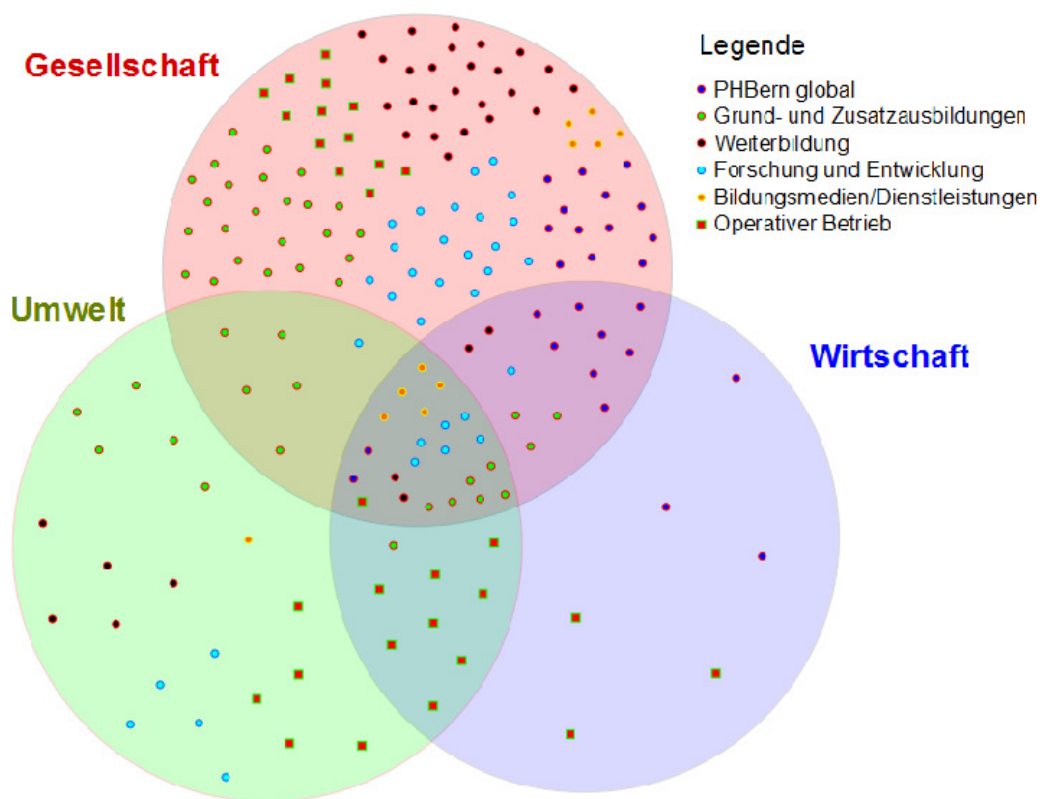 Gesellschaft
Umwelt
Wirtschaft
Legende
PHBern global
Grund- und Zusatzausbildungen
Weiterbildung
Forschung und Entwicklung
Bildungsmedien/Dienstleistungen
Operativer Betrieb